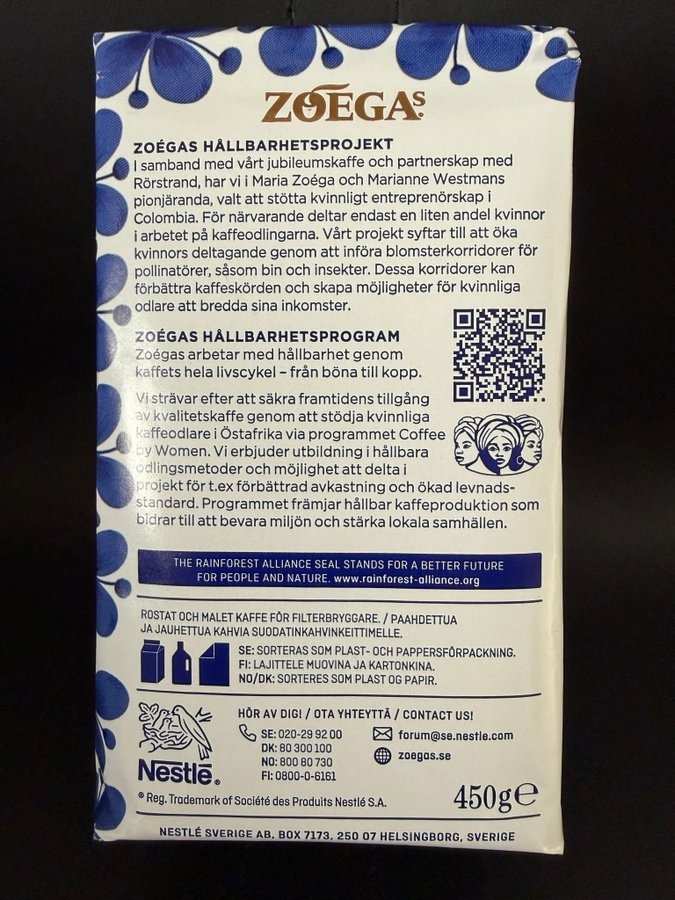 ZOÉGAS.
ZOÉGAS HÅLLBARHETSPROJEKT
I samband med vårt jubileumskaffe och partnerskap med
Rörstrand, har vi i Maria Zoéga och Marianne Westmans
pionjäranda, valt att stötta kvinnligt entreprenörskap i
Colombia. För närvarande deltar endast en liten andel kvinnor
i arbetet på kaffeodlingarna. Vårt projekt syftar till att öka
kvinnors deltagande genom att införa blomsterkorridorer för
pollinatörer, såsom bin och insekter. Dessa korridorer kan
förbättra kaffeskörden och skapa möjligheter för kvinnliga
odlare att bredda sina inkomster.
ZOÉGAS HÅLLBARHETSPROGRAM
Zoégas arbetar med hållbarhet genom
kaffets hela livscykel – från böna till kopp.
Vi strävar efter att säkra framtidens tillgång
av kvalitetskaffe genom att stödja kvinnliga
kaffeodlare i Östafrika via programmet Coffee
by Women. Vi erbjuder utbildning i hållbara
odlingsmetoder och möjlighet att delta i
projekt för t.ex förbättrad avkastning och ökad levnads-
standard. Programmet främjar hållbar kaffeproduktion som
bidrar till att bevara miljön och stärka lokala samhällen.
THE RAINFOREST ALLIANCE SEAL STANDS FOR A BETTER FUTURE
FOR PEOPLE AND NATURE. www.rainforest-alliance.org
ROSTAT OCH MALET KAFFE FÖR FILTERBRYGGARE. / PAAHDETTUA
JA JAUHETTUA KAHVIA SUODATINKAHVINKEITTIMELLE.
SE: SORTERAS SOM PLAST- OCH PAPPERSFÖRPACKNING.
FI: LAJITTELE MUOVINA JA KARTONKINA.
NO/DK: SORTERES SOM PLAST OG PAPIR.
HÖR AV DIG! / OTA YHTEYTTÄ / CONTACT US!
SE: 020-29 92 00
DK: 80 300 100
NO: 800 80 730
FI: 0800-0-6161
forum@se.nestle.com
zoegas.se
Nestlé®
® Reg. Trademark of Société des Produits Nestlé S.A.
450g℮
NESTLÉ SVERIGE AB, BOX 7173, 250 07 HELSINGBORG, SVERIGE